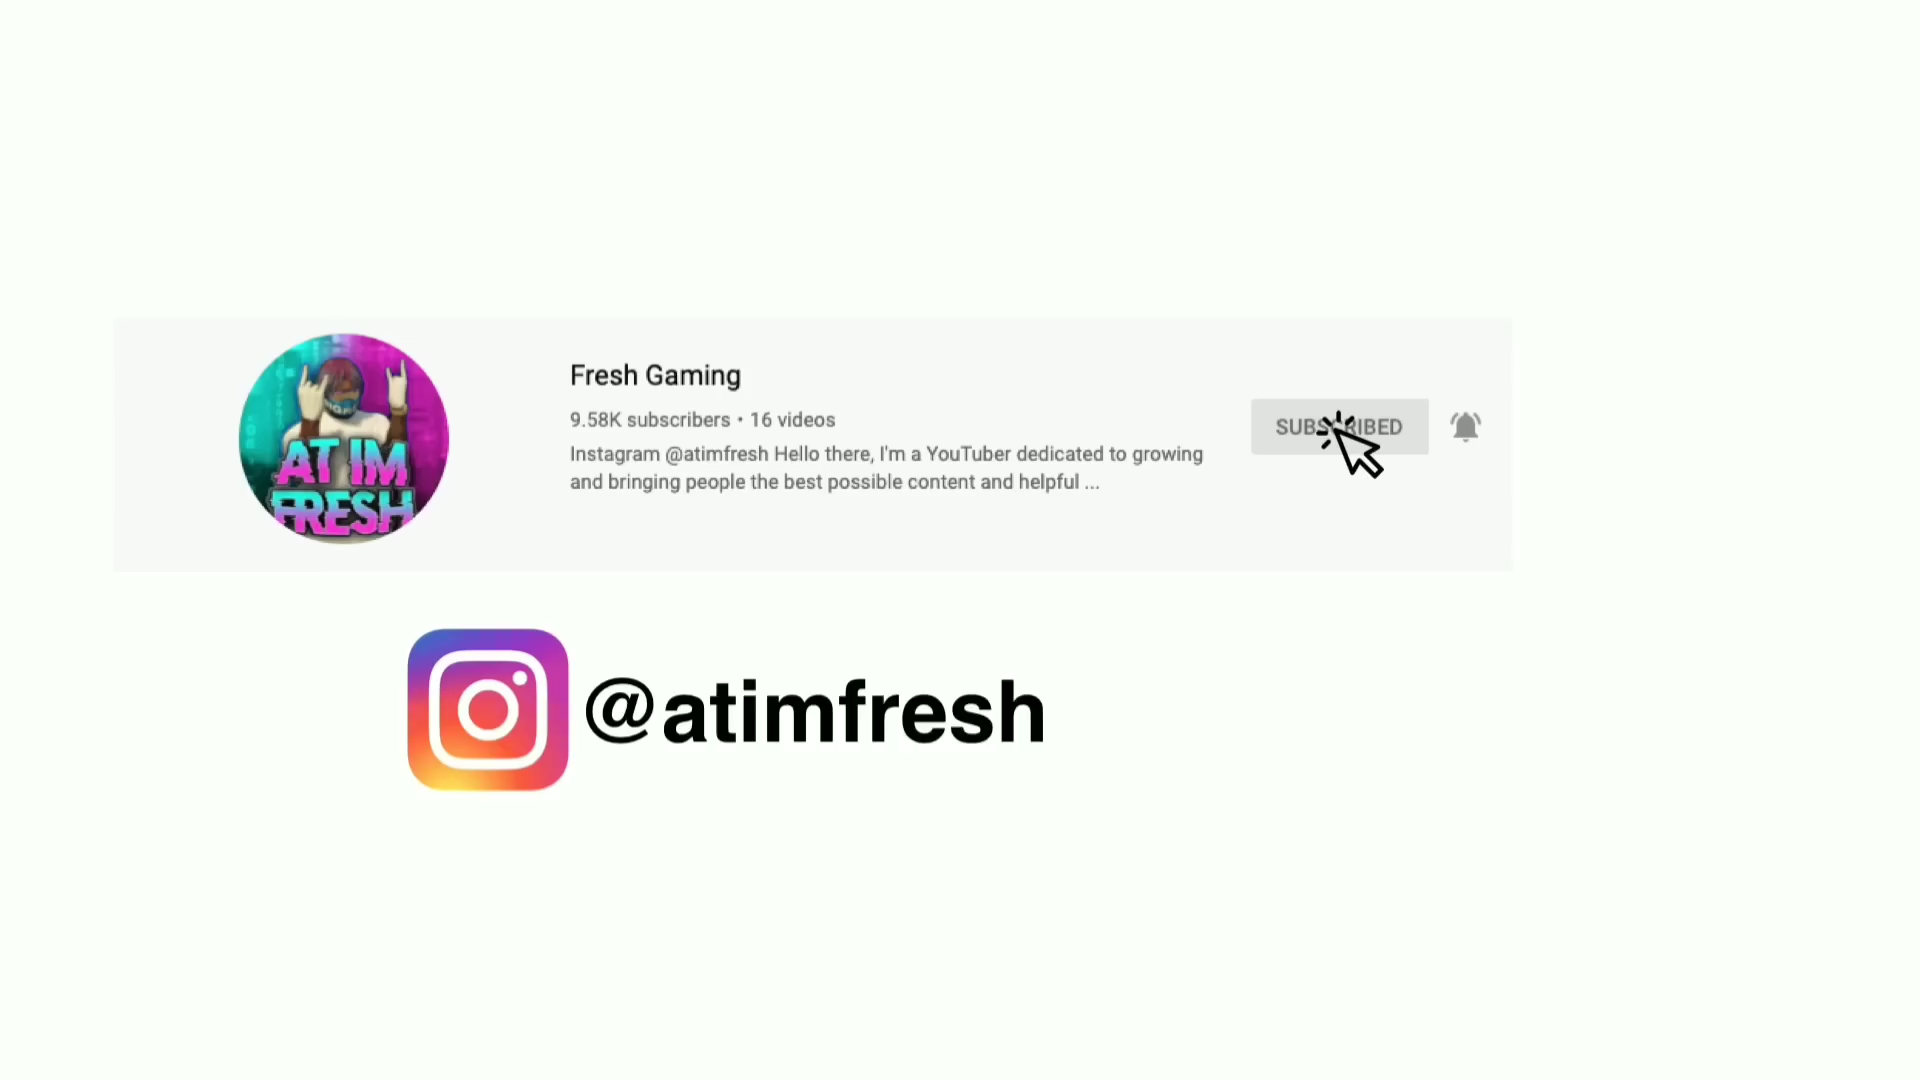 AT IM
FRESH
Fresh Gaming
9.58K subscribers • 16 videos
SUBSCRIBED
Instagram @atimfresh Hello there, I'm a YouTuber dedicated to growing
and bringing people the best possible content and helpful ...
@atimfresh